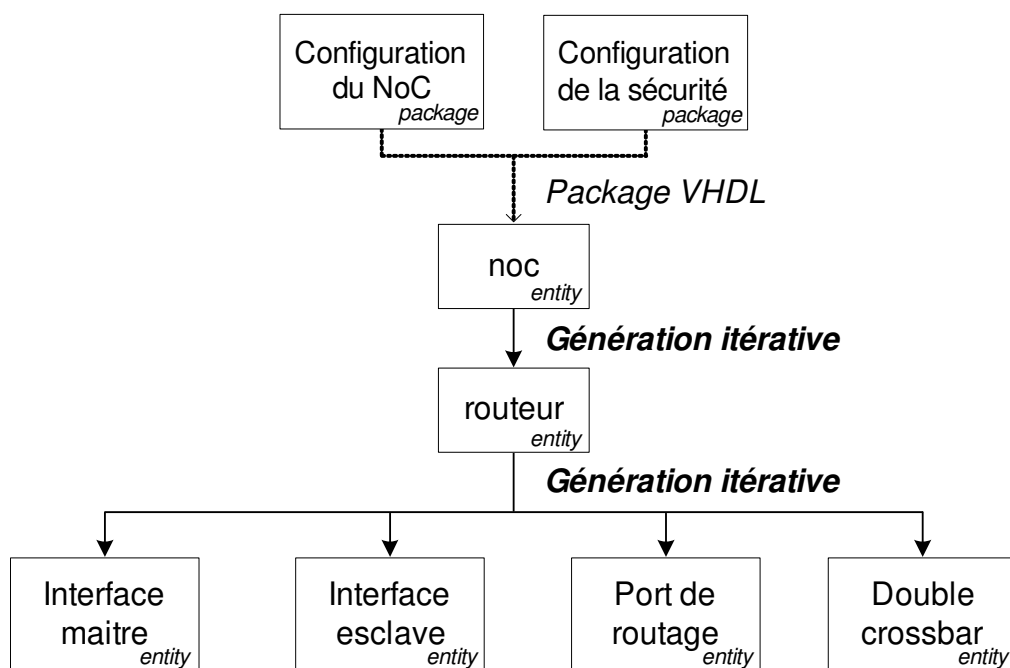 Configuration
du NoC
package
Configuration
de la sécurité
package
Package VHDL
noc
entity
Génération itérative
routeur
entity
Génération itérative
Interface
maitre
entity
Interface
esclave
entity
Port de
routage
entity
Double
crossbar
entity